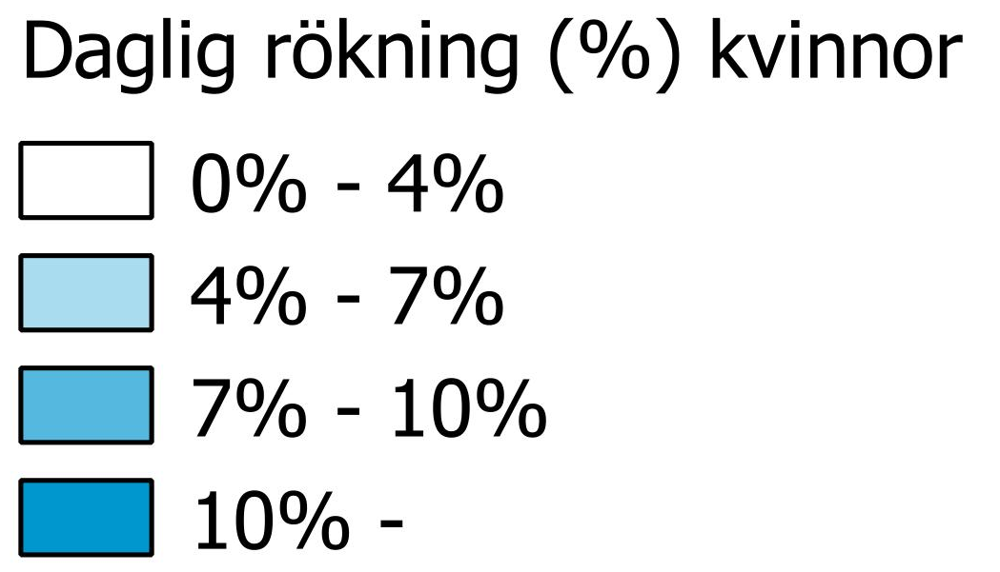 Daglig rökning (%) kvinnor
0% - 4%
4% - 7%
7% - 10%
10% -